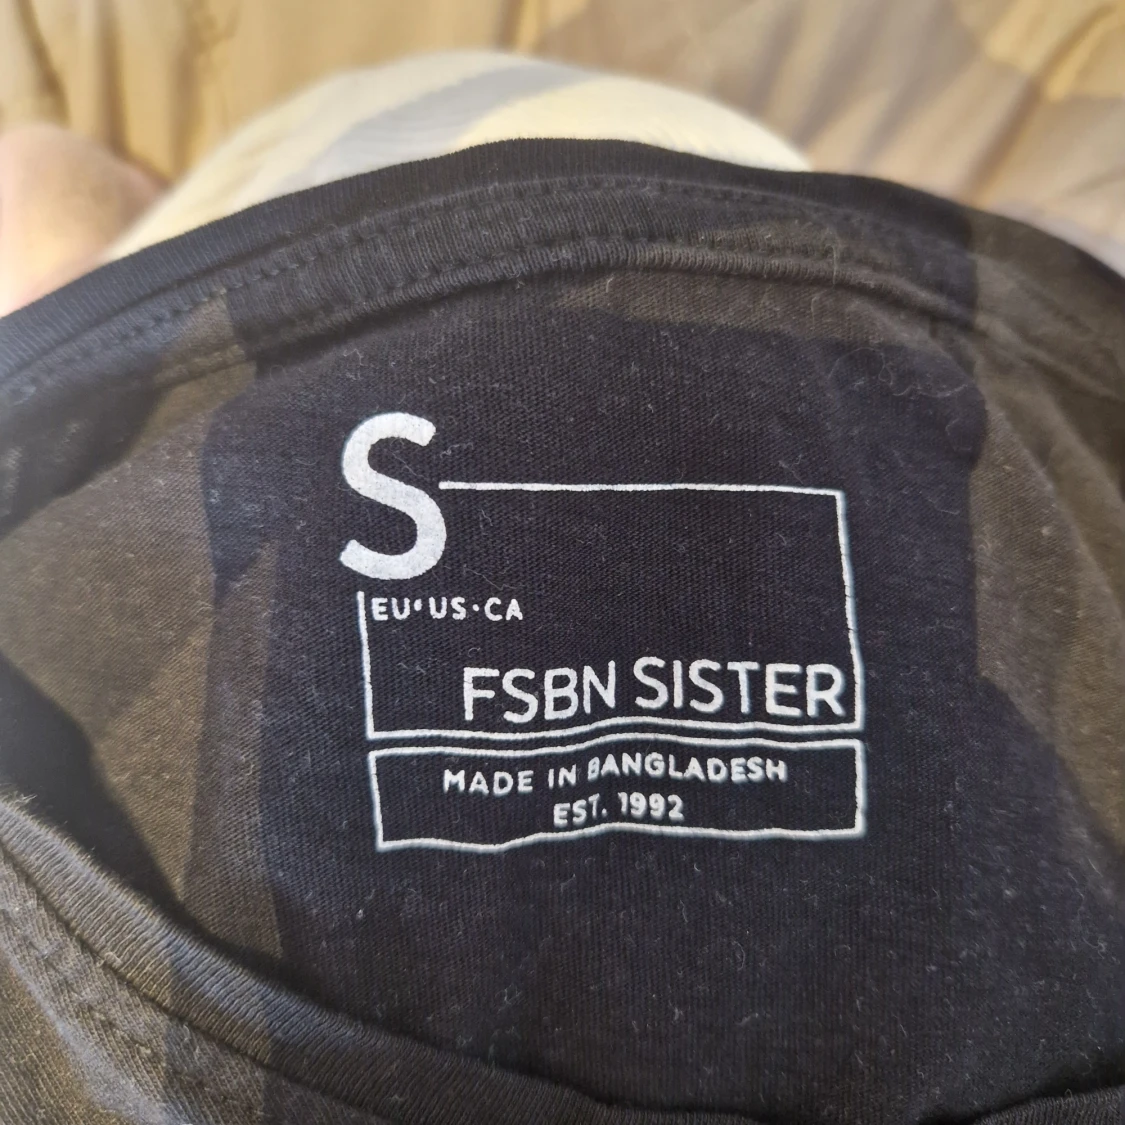 S
EU•US•CA
FSBN SISTER
MADE IN BANGLADESH
EST. 1992